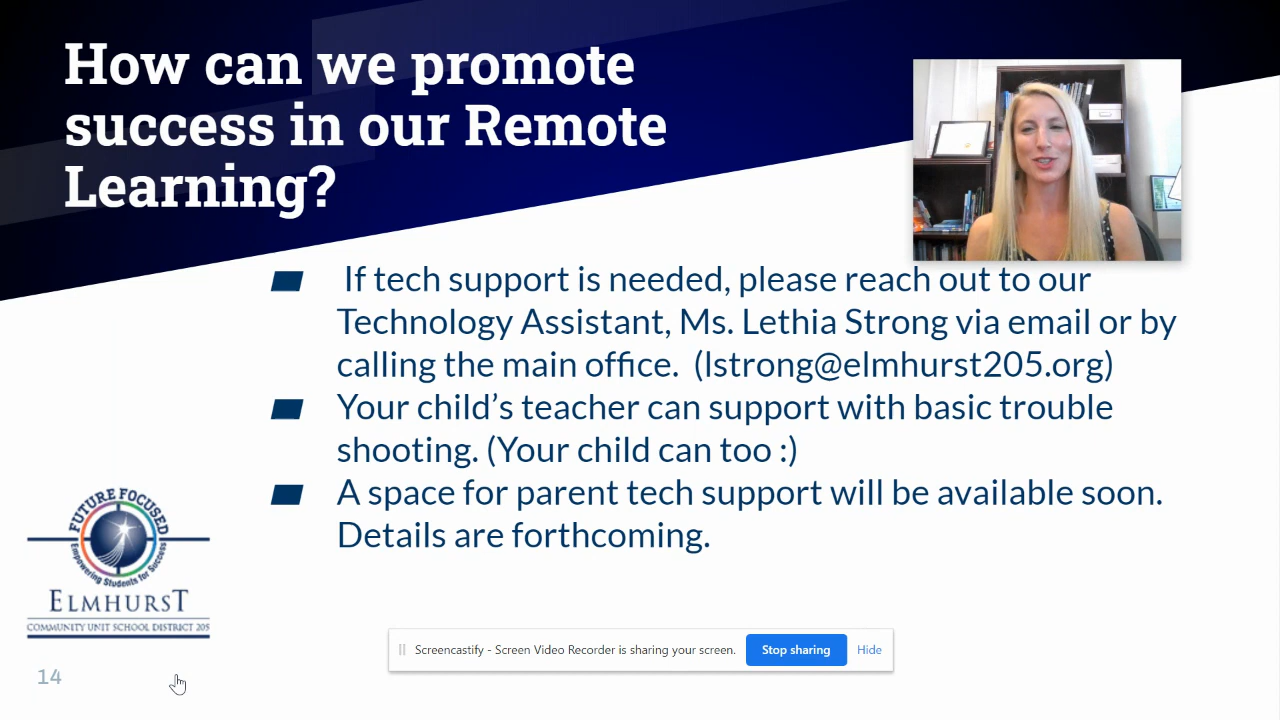 How can we promote
success in our Remote
Learning?
If tech support is needed, please reach out to our
Technology Assistant, Ms. Lethia Strong via email or by
calling the main office.  (lstrong@elmhurst205.org)
Your child’s teacher can support with basic trouble
shooting. (Your child can too :)
A space for parent tech support will be available soon.
Details are forthcoming.
FUTURE FOCUSED
Empowering Students for Success
ELMHURST
COMMUNITY UNIT SCHOOL DISTRICT 205
Screencastify - Screen Video Recorder is sharing your screen. Stop sharing Hide
14